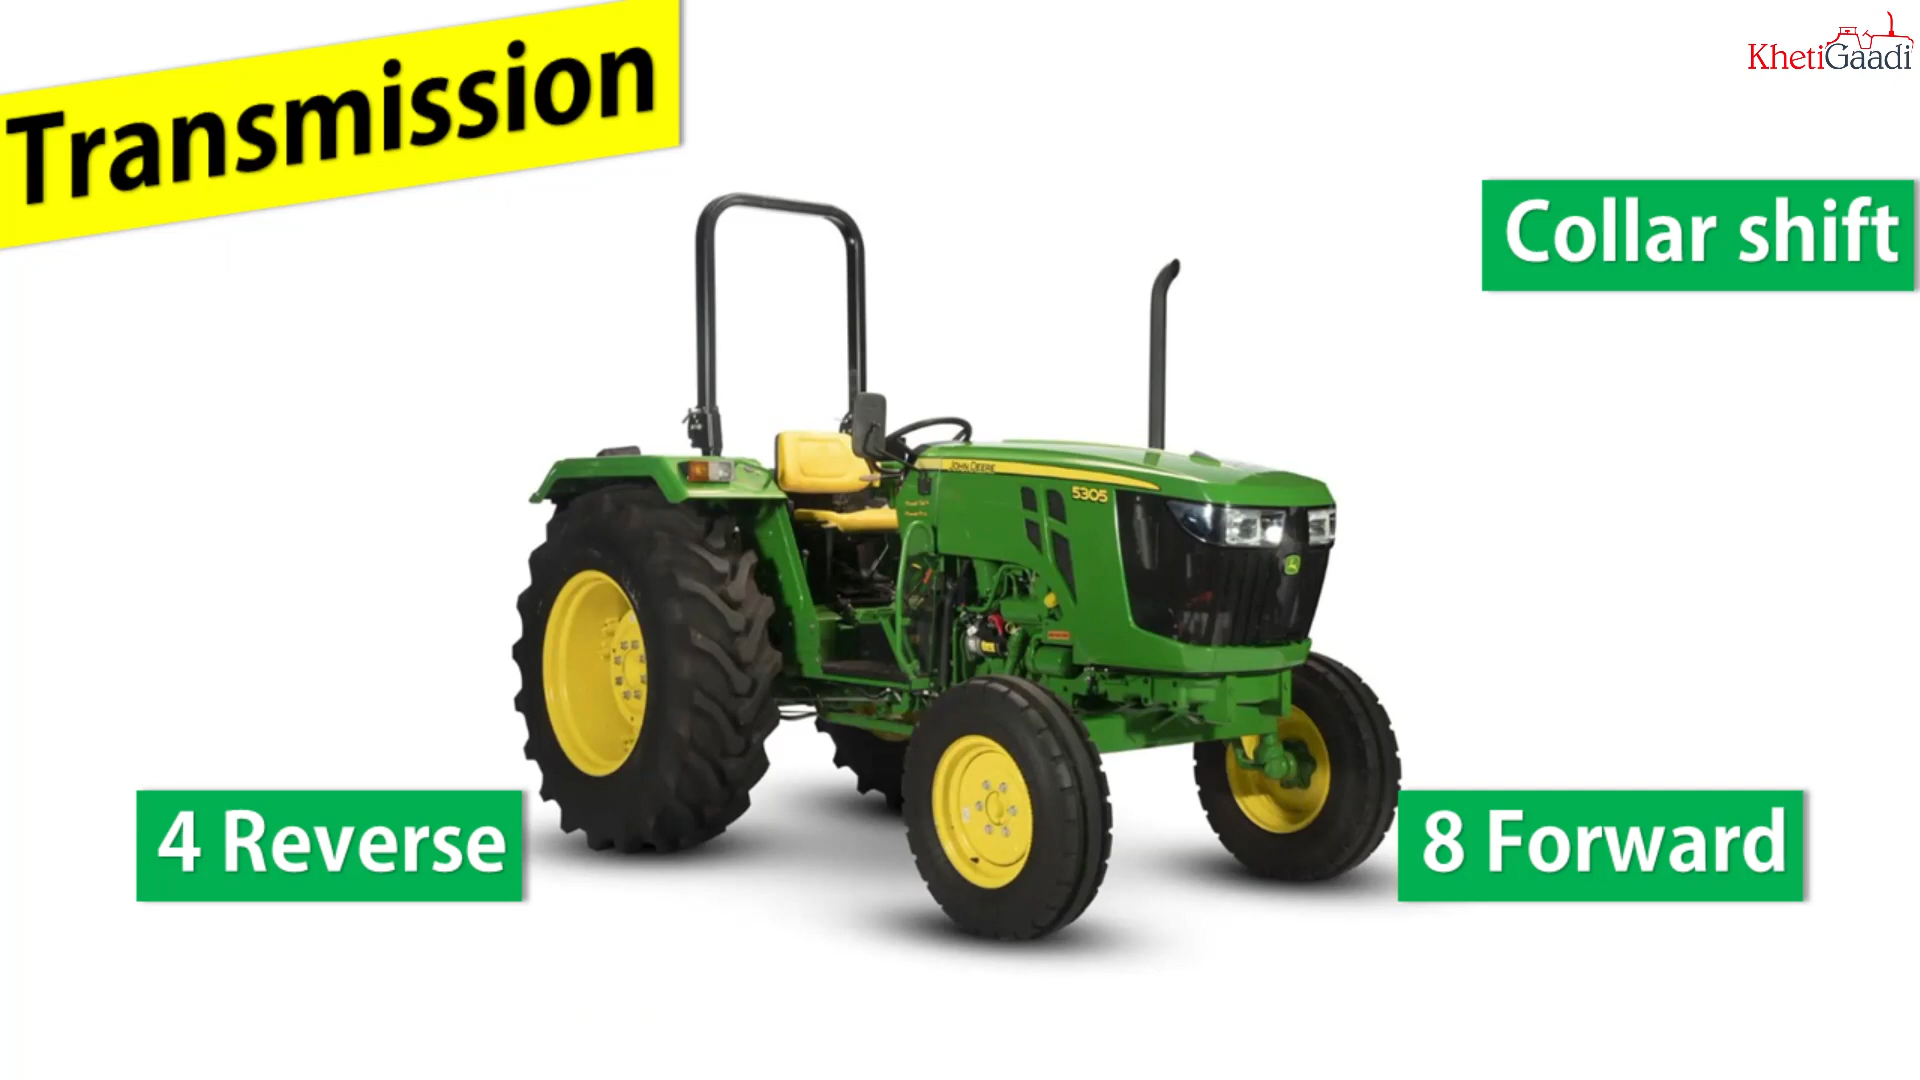 Transmission
KhetiGaadi
Collar shift
JOHN DEERE
5305
4 Reverse
8 Forward